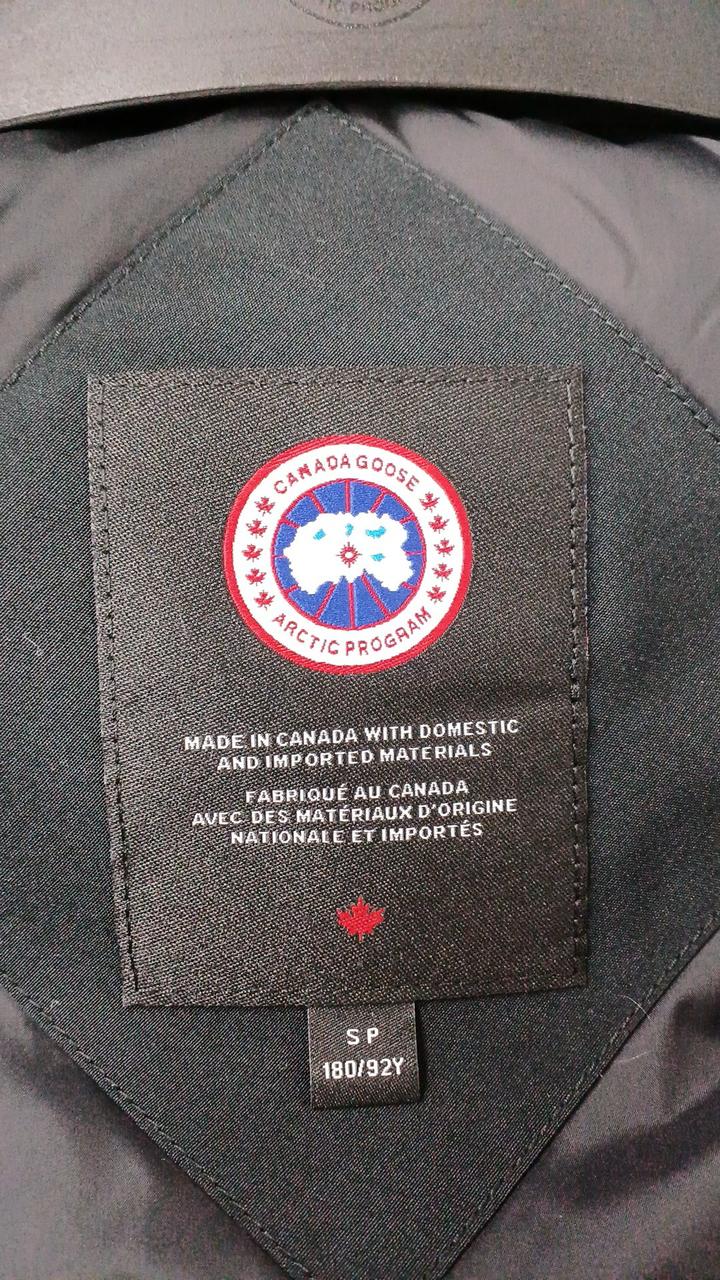 CANADA GOOSE
ARCTIC PROGRAM
MADE IN CANADA WITH DOMESTIC
AND IMPORTED MATERIALS
FABRIQUÉ AU CANADA
AVEC DES MATÉRIAUX D'ORIGINE
NATIONALE ET IMPORTÉS
S P
180/92Y